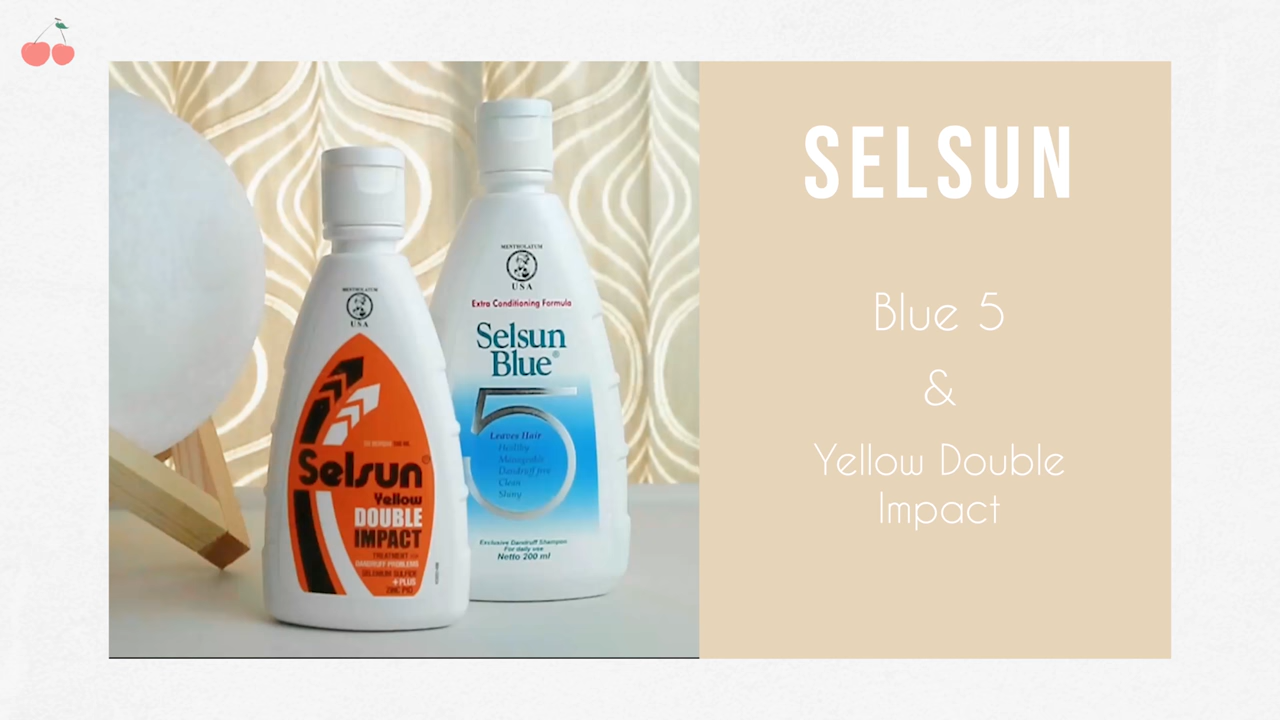 MENTHOLATUM
USA
Selsun
Yellow
DOUBLE
IMPACT
TREATMENT for
DANDRUFF PROBLEMS
SELENIUM SULFIDE
+PLUS
MENTHOLATUM
USA
Extra Conditioning Formula
Selsun
Blue®
5
Leaves Hair
Healthy
Manageable
Dandruff free
Clean
Shiny
Exclusive Dandruff Shampoo
For daily use
Netto 200 ml
SELSUN
Blue 5
&
Yellow Double
Impact